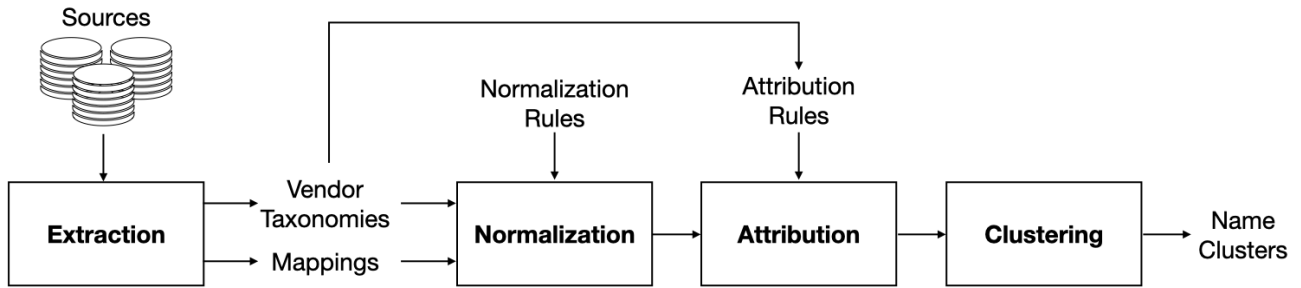 Sources
Normalization
Rules
Attribution
Rules
Extraction
Vendor
Taxonomies
Mappings
Normalization
Attribution
Clustering
Name
Clusters